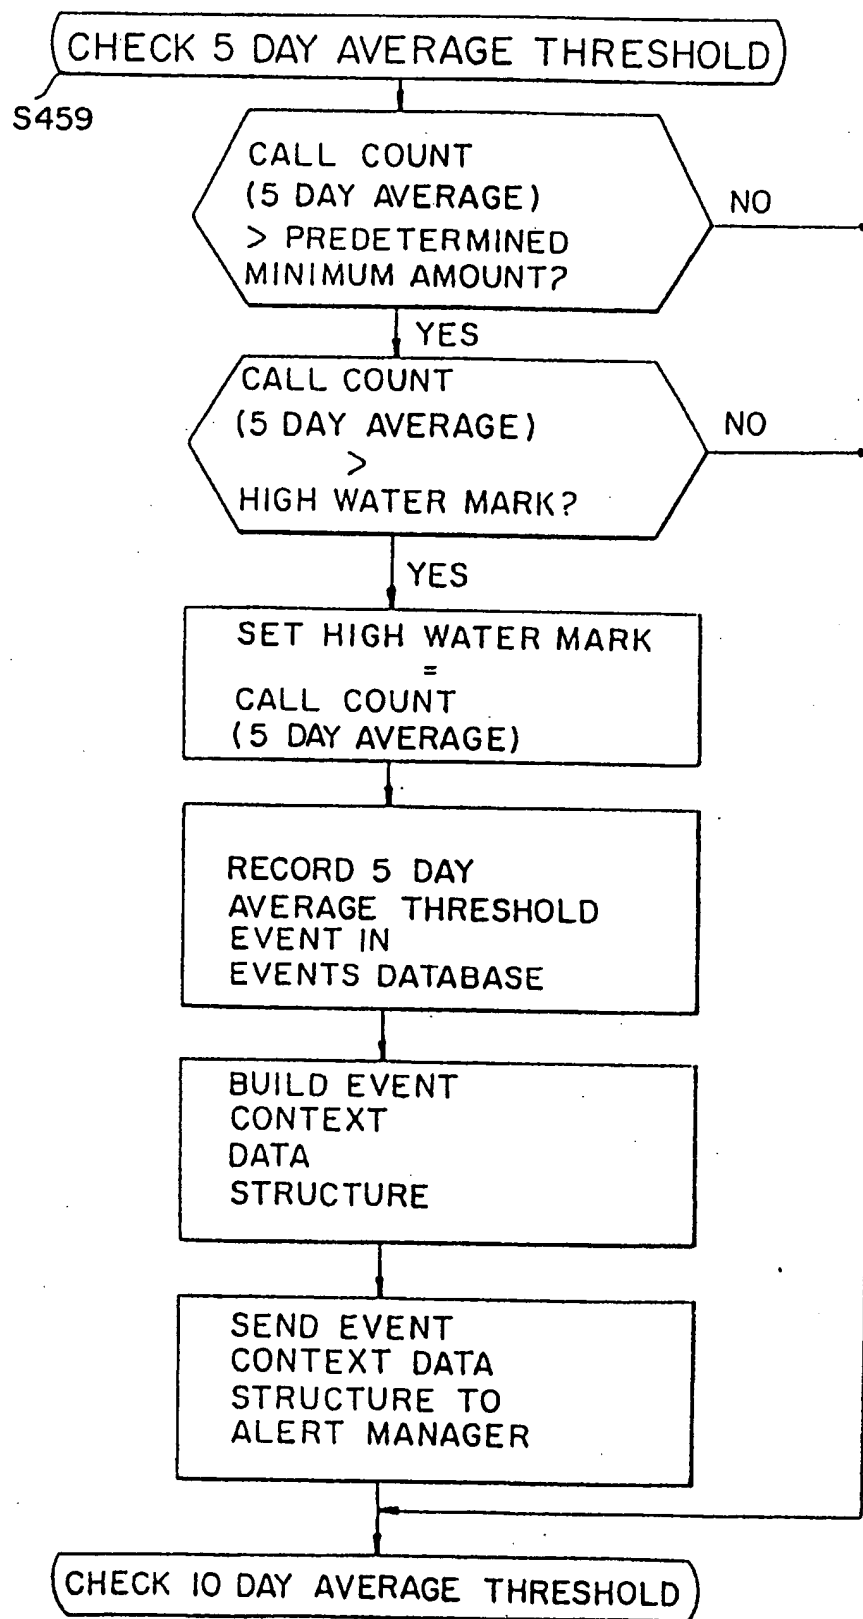 CHECK 5 DAY AVERAGE THRESHOLD
S459
CALL COUNT
(5 DAY AVERAGE)
> PREDETERMINED
MINIMUM AMOUNT?
NO
YES
CALL COUNT
(5 DAY AVERAGE)
>
HIGH WATER MARK?
NO
YES
SET HIGH WATER MARK
=
CALL COUNT
(5 DAY AVERAGE)
RECORD 5 DAY
AVERAGE THRESHOLD
EVENT IN
EVENTS DATABASE
BUILD EVENT
CONTEXT
DATA
STRUCTURE
SEND EVENT
CONTEXT DATA
STRUCTURE TO
ALERT MANAGER
CHECK 10 DAY AVERAGE THRESHOLD